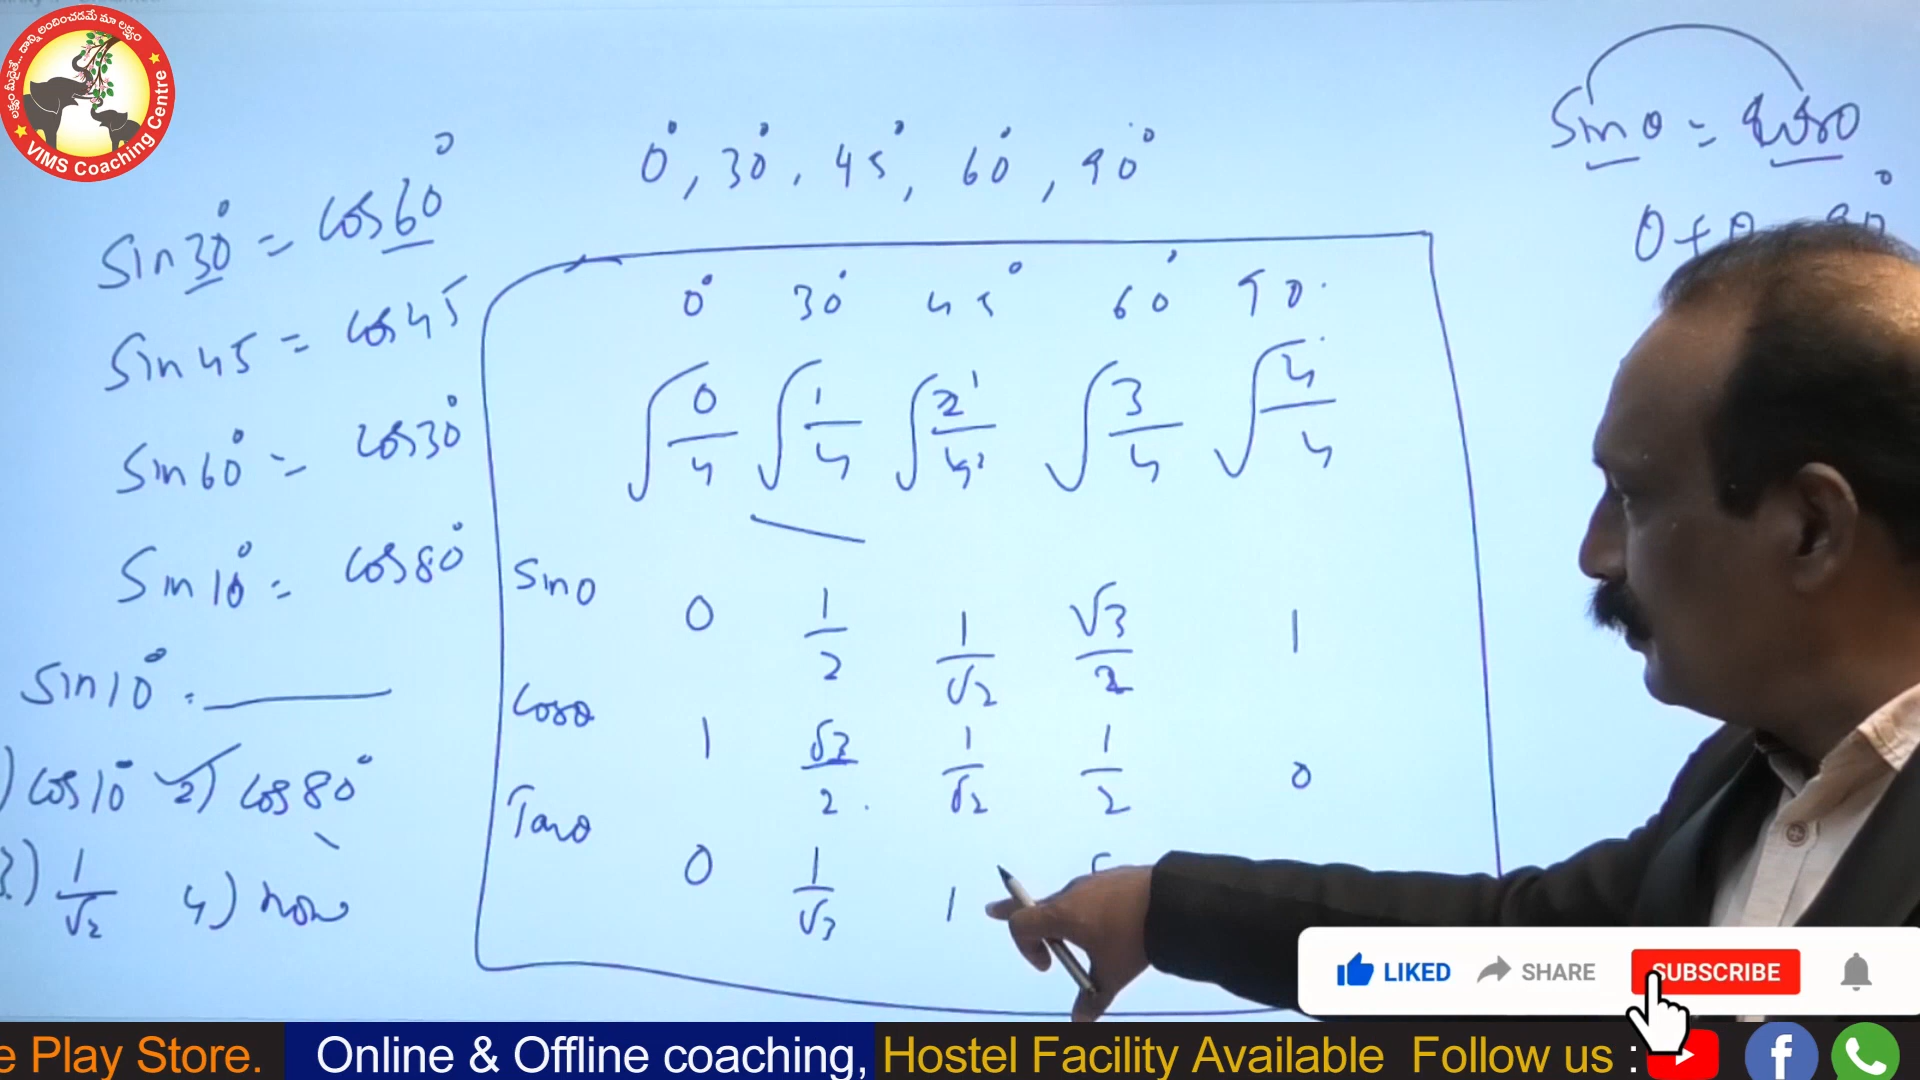 లక్ష్యం మీదైతే... దాన్ని అందించడమే మా లక్ష్యం
VIMS Coaching Centre
0°, 30°, 45°, 60°, 90°
Sinθ = cosθ
Sin30° = cos60°
Sin45 = cos45
Sin60° = cos30°
Sin10° = cos80°
Sin10° = ______
cos10° 2) cos80°
3) 1/√2 4) none
0° 30° 45° 60° 90°
√0/4 √1/4 √2/4 √3/4 √4/4
Sinθ 0 1/2 1/√2 √3/2 1
Cosθ 1 √3/2 1/√2 1/2 0
Tanθ 0 1/√3 1
LIKED SHARE SUBSCRIBE
e Play Store. Online & Offline coaching, Hostel Facility Available Follow us :